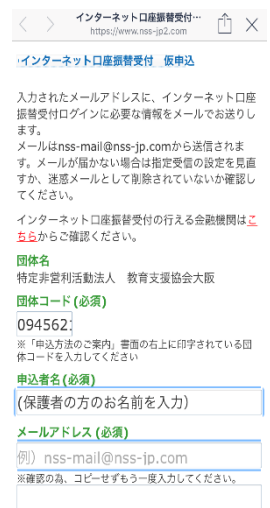 インターネット口座振替受付…
https://www.nss-jp2.com
・インターネット口座振替受付　仮申込
入力されたメールアドレスに、インターネット口座
振替受付ログインに必要な情報をメールでお送りし
ます。
メールはnss-mail@nss-jp.comから送信されま
す。メールが届かない場合は指定受信の設定を見直
すか、迷惑メールとして削除されていないか確認し
てください。
インターネット口座振替受付の行える金融機関はこ
ちらからご確認ください。
団体名
特定非営利活動法人　教育支援協会大阪
団体コード (必須)
094562
※「申込方法のご案内」書面の右上に印字されている団
体コードを入力してください
申込者名 (必須)
(保護者の方のお名前を入力)
メールアドレス (必須)
例）nss-mail@nss-jp.com
※確認の為、コピーせずもう一度入力してください。